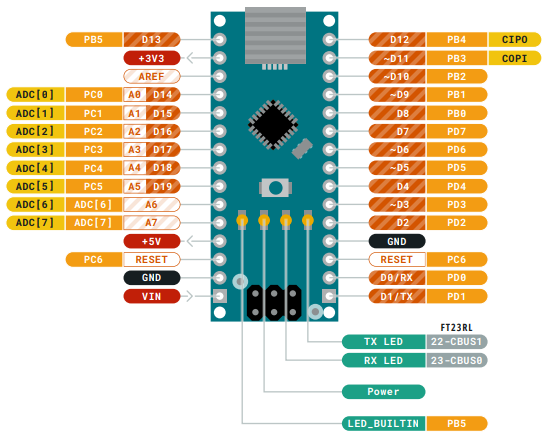 PB5 D13 D12 PB4 CIPO
+3V3 ~D11 PB3 COPI
AREF ~D10 PB2
ADC[0] PC0 A0 D14 ~D9 PB1
ADC[1] PC1 A1 D15 D8 PB0
ADC[2] PC2 A2 D16 D7 PD7
ADC[3] PC3 A3 D17 ~D6 PD6
ADC[4] PC4 A4 D18 ~D5 PD5
ADC[5] PC5 A5 D19 D4 PD4
ADC[6] ADC[6] A6 ~D3 PD3
ADC[7] ADC[7] A7 D2 PD2
+5V GND
PC6 RESET RESET PC6
GND D0/RX PD0
VIN D1/TX PD1
FT23RL
TX LED 22-CBUS1
RX LED 23-CBUS0
Power
LED_BUILTIN PB5